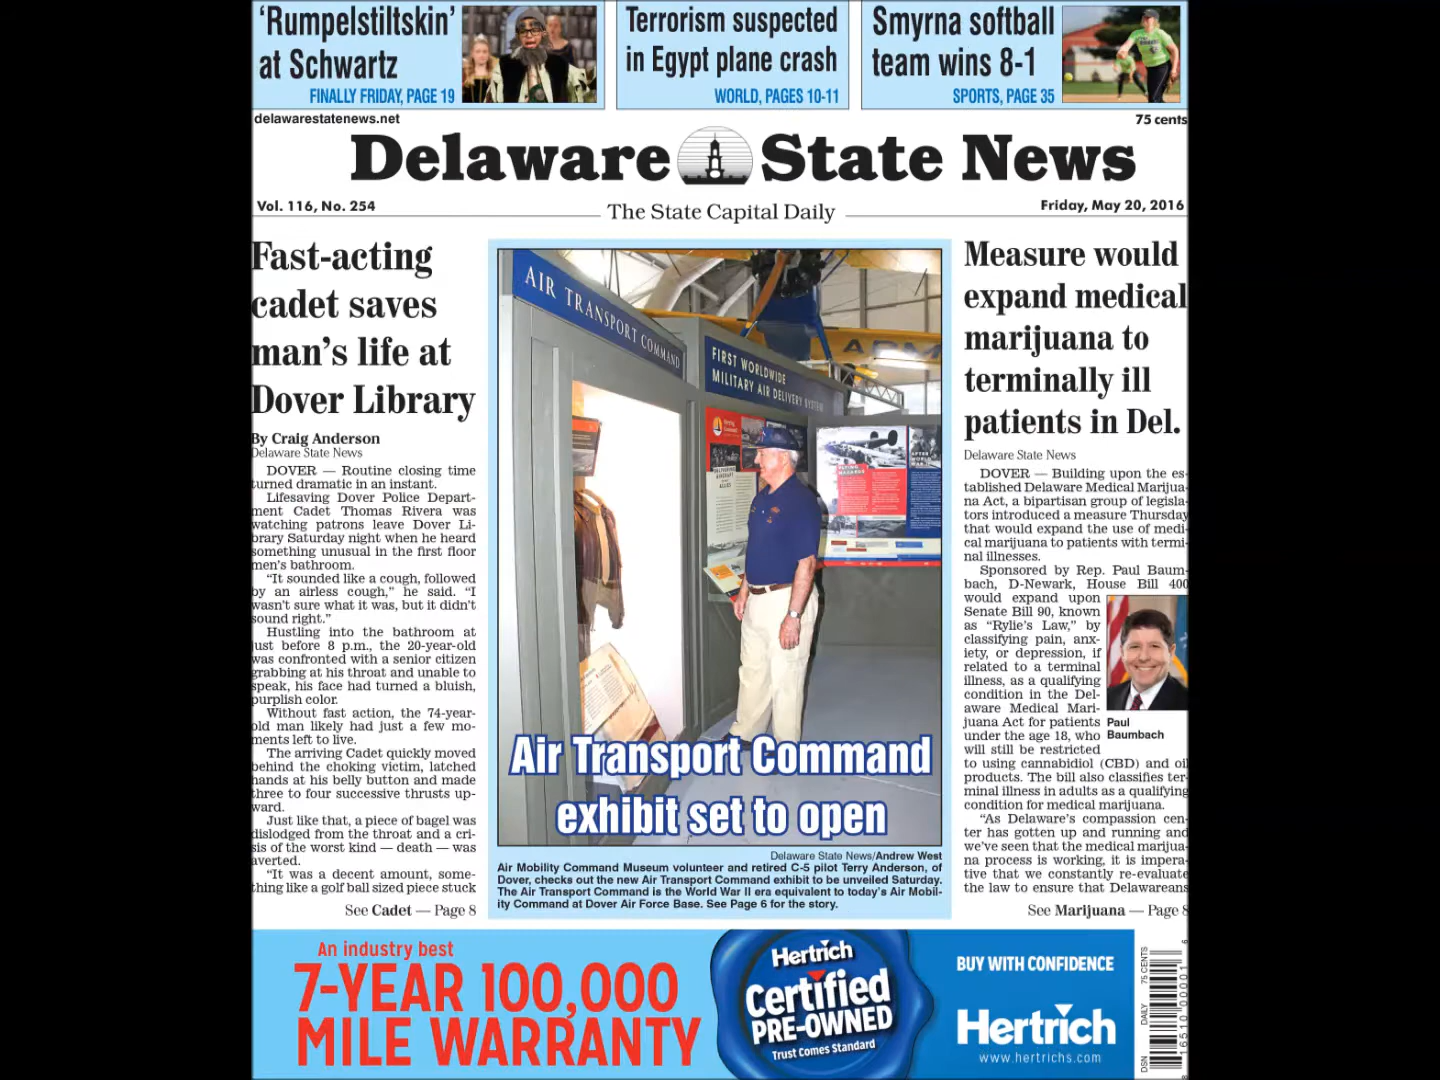 'Rumpelstiltskin'
at Schwartz
FINALLY FRIDAY, PAGE 19
Terrorism suspected
in Egypt plane crash
WORLD, PAGES 10-11
Smyrna softball
team wins 8-1
SPORTS, PAGE 35
delawarestatenews.net
75 cents
Delaware State News
Vol. 116, No. 254
The State Capital Daily
Friday, May 20, 2016
Fast-acting
cadet saves
man's life at
Dover Library
By Craig Anderson
Delaware State News
DOVER — Routine closing time
turned dramatic in an instant.
Lifesaving Dover Police Depart-
ment Cadet Thomas Rivera was
watching patrons leave Dover Li-
brary Saturday night when he heard
something unusual in the first floor
men's bathroom.
"It sounded like a cough, followed
by an airless cough," he said. "I
wasn't sure what it was, but it didn't
sound right."
Hustling into the bathroom at
just before 8 p.m., the 20-year-old
was confronted with a senior citizen
grabbing at his throat and unable to
speak, his face had turned a bluish,
purplish color.
Without fast action, the 74-year-
old man likely had just a few mo-
ments left to live.
The arriving Cadet quickly moved
behind the choking victim, latched
hands at his belly button and made
three to four successive thrusts up-
ward.
Just like that, a piece of bagel was
dislodged from the throat and a cri-
sis of the worst kind — death — was
averted.
"It was a decent amount, some-
thing like a golf ball sized piece stuck
See Cadet — Page 8
AIR TRANSPORT COMMAND
FIRST WORLDWIDE
MILITARY AIR DELIVERY SYSTEM
ARMY
Air Transport Command
exhibit set to open
Delaware State News/Andrew West
Air Mobility Command Museum volunteer and retired C-5 pilot Terry Anderson, of
Dover, checks out the new Air Transport Command exhibit to be unveiled Saturday.
The Air Transport Command is the World War II era equivalent to today's Air Mobil-
ity Command at Dover Air Force Base. See Page 6 for the story.
Measure would
expand medical
marijuana to
terminally ill
patients in Del.
Delaware State News
DOVER — Building upon the es-
tablished Delaware Medical Mariju-
na Act, a bipartisan group of legisla-
tors introduced a measure Thursday
that would expand the use of medi-
cal marijuana to patients with termi-
nal illnesses.
Sponsored by Rep. Paul Baum-
bach, D-Newark, House Bill 400
would expand upon
Senate Bill 90, known
as "Rylie's Law," by
classifying pain, anx-
iety, or depression, if
related to a terminal
illness, as a qualifying
condition in the Del-
aware Medical Mari-
juana Act for patients
under the age 18, who
will still be restricted
to using cannabidiol (CBD) and oil
products. The bill also classifies ter-
minal illness in adults as a qualifying
condition for medical marijuana.
"As Delaware's compassion cen-
ter has gotten up and running and
we've seen that the medical marijua-
na process is working, it is impera-
tive that we constantly re-evaluate
the law to ensure that Delawareans
See Marijuana — Page 8
Paul
Baumbach
An industry best
7-YEAR 100,000
MILE WARRANTY
Hertrich
Certified
PRE-OWNED
Trust Comes Standard
BUY WITH CONFIDENCE
Hertrich
www.hertrichs.com
DSN DAILY 75 CENTS
8 16510 00001 6